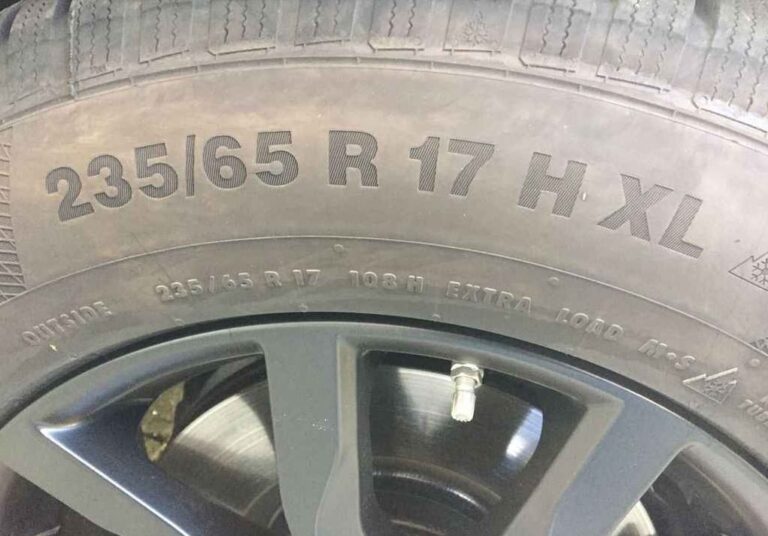 235/65 R 17 H XL
OUTSIDE 235/65 R 17 108 H EXTRA LOAD M+S